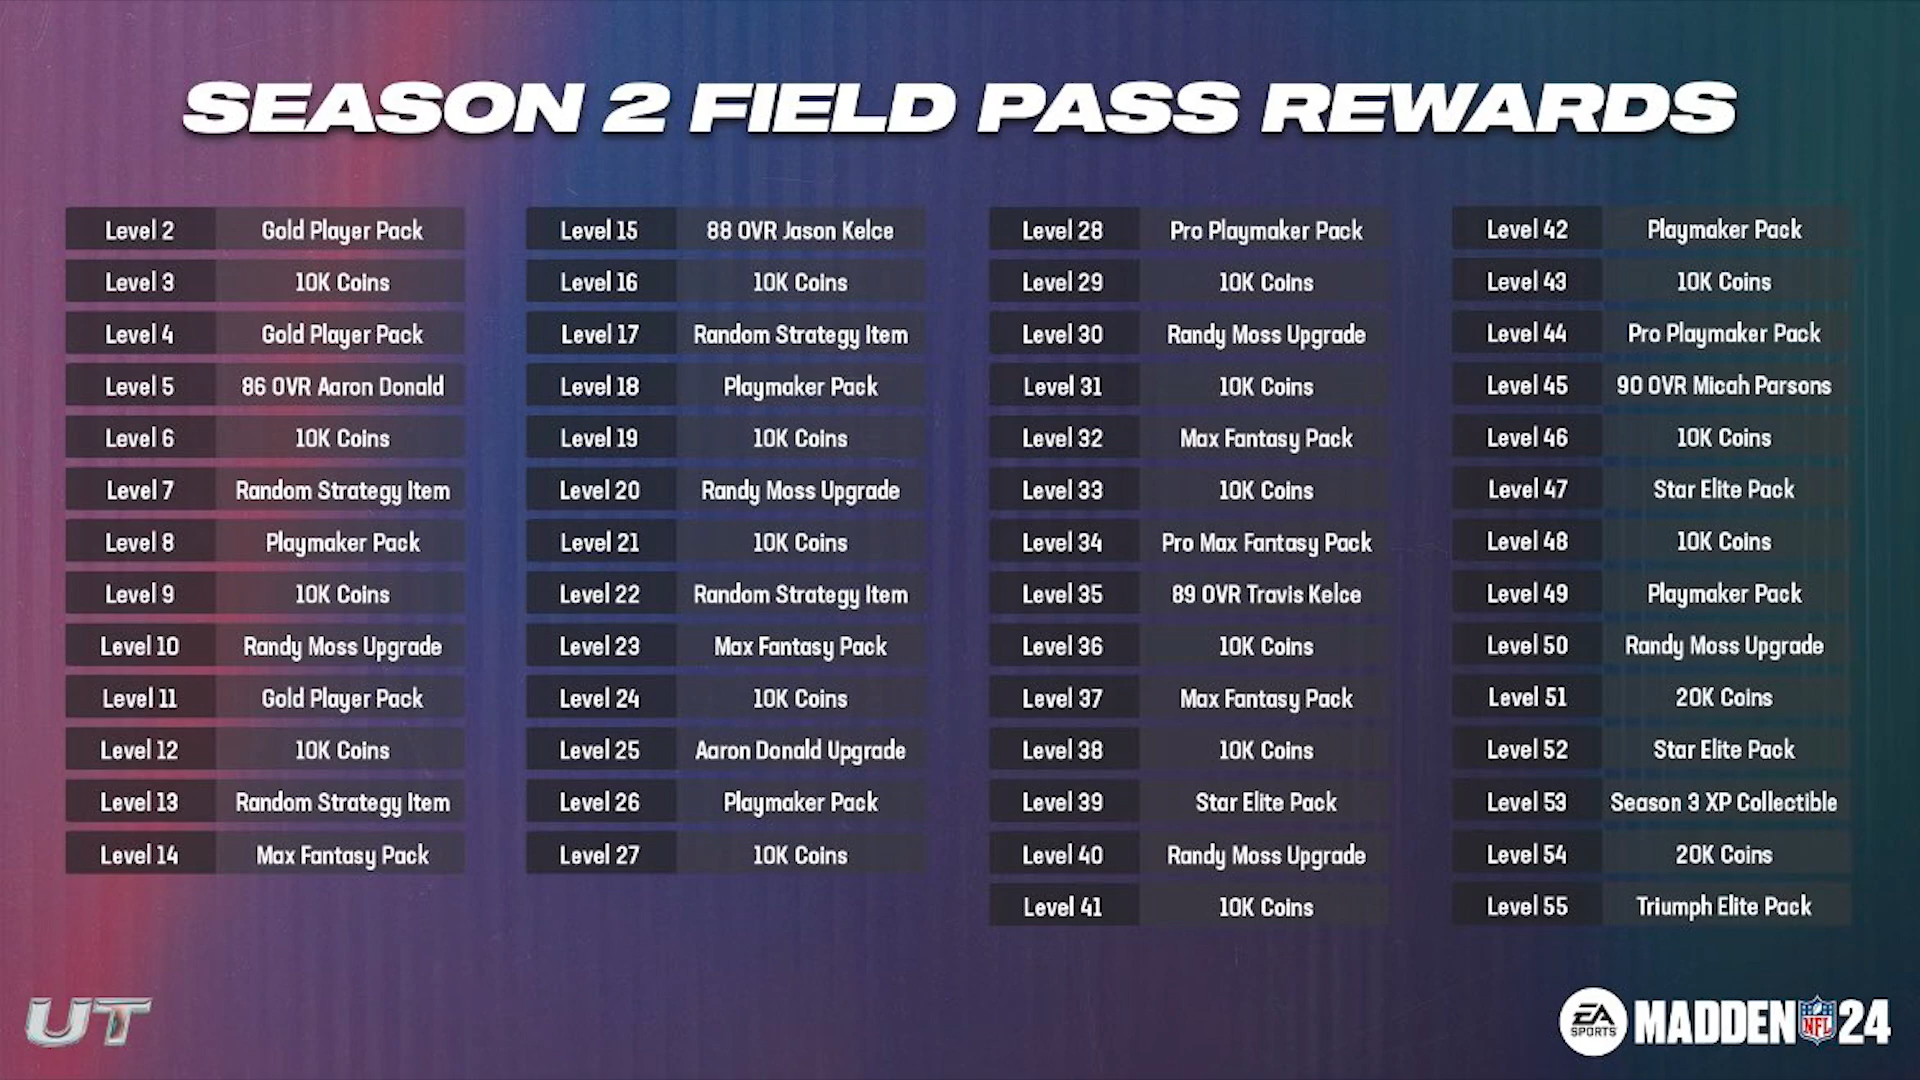 SEASON 2 FIELD PASS REWARDS
Level 2 Gold Player Pack
Level 3 10K Coins
Level 4 Gold Player Pack
Level 5 86 OVR Aaron Donald
Level 6 10K Coins
Level 7 Random Strategy Item
Level 8 Playmaker Pack
Level 9 10K Coins
Level 10 Randy Moss Upgrade
Level 11 Gold Player Pack
Level 12 10K Coins
Level 13 Random Strategy Item
Level 14 Max Fantasy Pack
Level 15 88 OVR Jason Kelce
Level 16 10K Coins
Level 17 Random Strategy Item
Level 18 Playmaker Pack
Level 19 10K Coins
Level 20 Randy Moss Upgrade
Level 21 10K Coins
Level 22 Random Strategy Item
Level 23 Max Fantasy Pack
Level 24 10K Coins
Level 25 Aaron Donald Upgrade
Level 26 Playmaker Pack
Level 27 10K Coins
Level 28 Pro Playmaker Pack
Level 29 10K Coins
Level 30 Randy Moss Upgrade
Level 31 10K Coins
Level 32 Max Fantasy Pack
Level 33 10K Coins
Level 34 Pro Max Fantasy Pack
Level 35 89 OVR Travis Kelce
Level 36 10K Coins
Level 37 Max Fantasy Pack
Level 38 10K Coins
Level 39 Star Elite Pack
Level 40 Randy Moss Upgrade
Level 41 10K Coins
Level 42 Playmaker Pack
Level 43 10K Coins
Level 44 Pro Playmaker Pack
Level 45 90 OVR Micah Parsons
Level 46 10K Coins
Level 47 Star Elite Pack
Level 48 10K Coins
Level 49 Playmaker Pack
Level 50 Randy Moss Upgrade
Level 51 20K Coins
Level 52 Star Elite Pack
Level 53 Season 3 XP Collectible
Level 54 20K Coins
Level 55 Triumph Elite Pack
UT
EA SPORTS MADDEN NFL 24